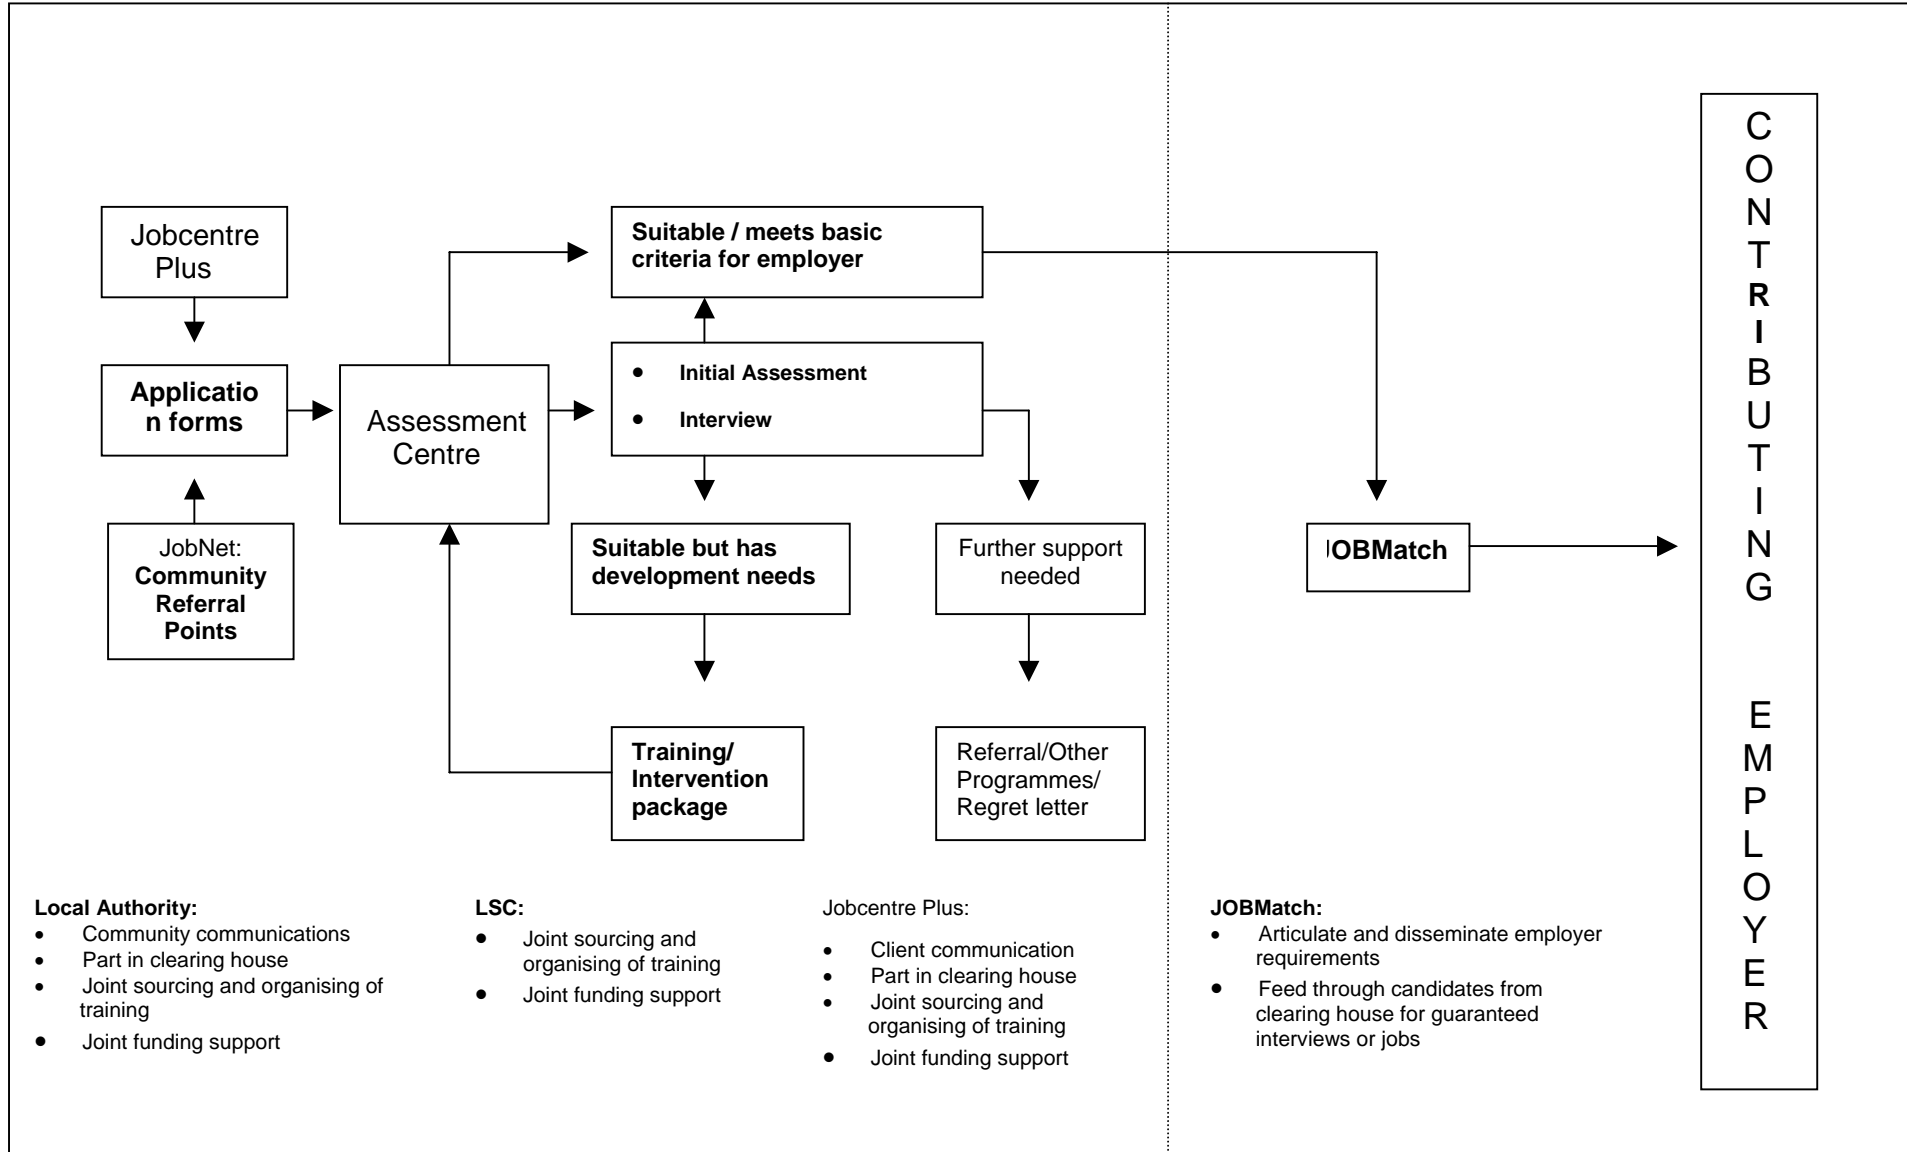 Jobcentre
Plus
Applicatio
n forms
JobNet:
Community
Referral
Points
Assessment
Centre
Suitable / meets basic
criteria for employer
• Initial Assessment
• Interview
Suitable but has
development needs
Further support
needed
Training/
Intervention
package
Referral/Other
Programmes/
Regret letter
JOBMatch
C
O
N
T
R
I
B
U
T
I
N
G
E
M
P
L
O
Y
E
R
Local Authority:
• Community communications
• Part in clearing house
• Joint sourcing and organising of
training
• Joint funding support
LSC:
• Joint sourcing and
organising of training
• Joint funding support
Jobcentre Plus:
• Client communication
• Part in clearing house
• Joint sourcing and
organising of training
• Joint funding support
JOBMatch:
• Articulate and disseminate employer
requirements
• Feed through candidates from
clearing house for guaranteed
interviews or jobs